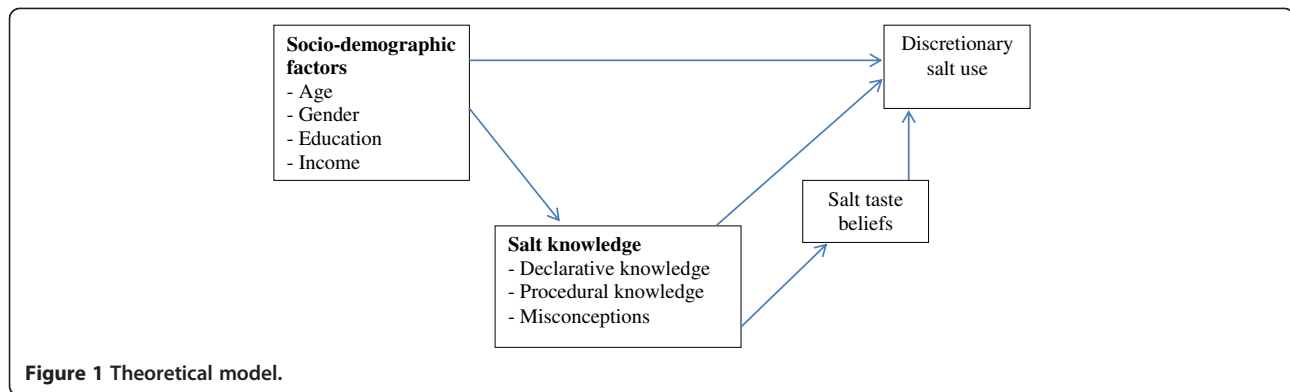 Socio-demographic
factors
- Age
- Gender
- Education
- Income
Discretionary
salt use
Salt taste
beliefs
Salt knowledge
- Declarative knowledge
- Procedural knowledge
- Misconceptions
Figure 1 Theoretical model.